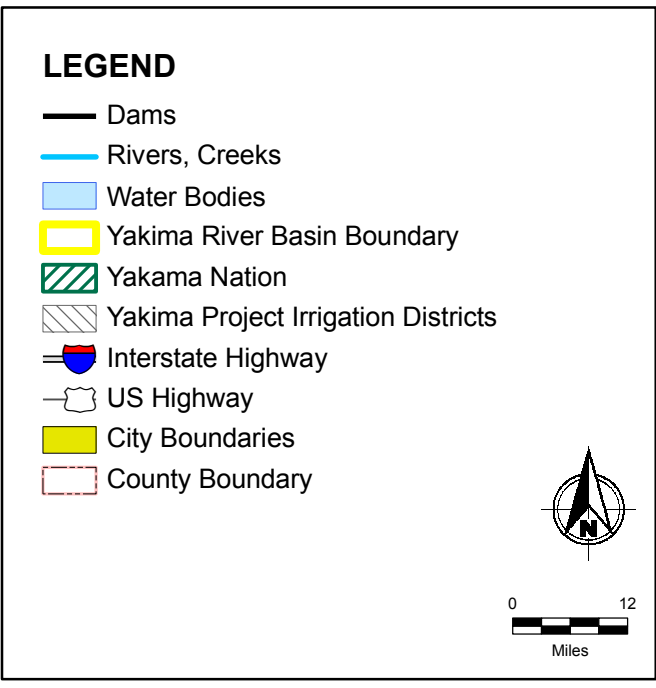 LEGEND
Dams
Rivers, Creeks
Water Bodies
Yakima River Basin Boundary
Yakama Nation
Yakima Project Irrigation Districts
Interstate Highway
US Highway
City Boundaries
County Boundary
N
0 12
Miles